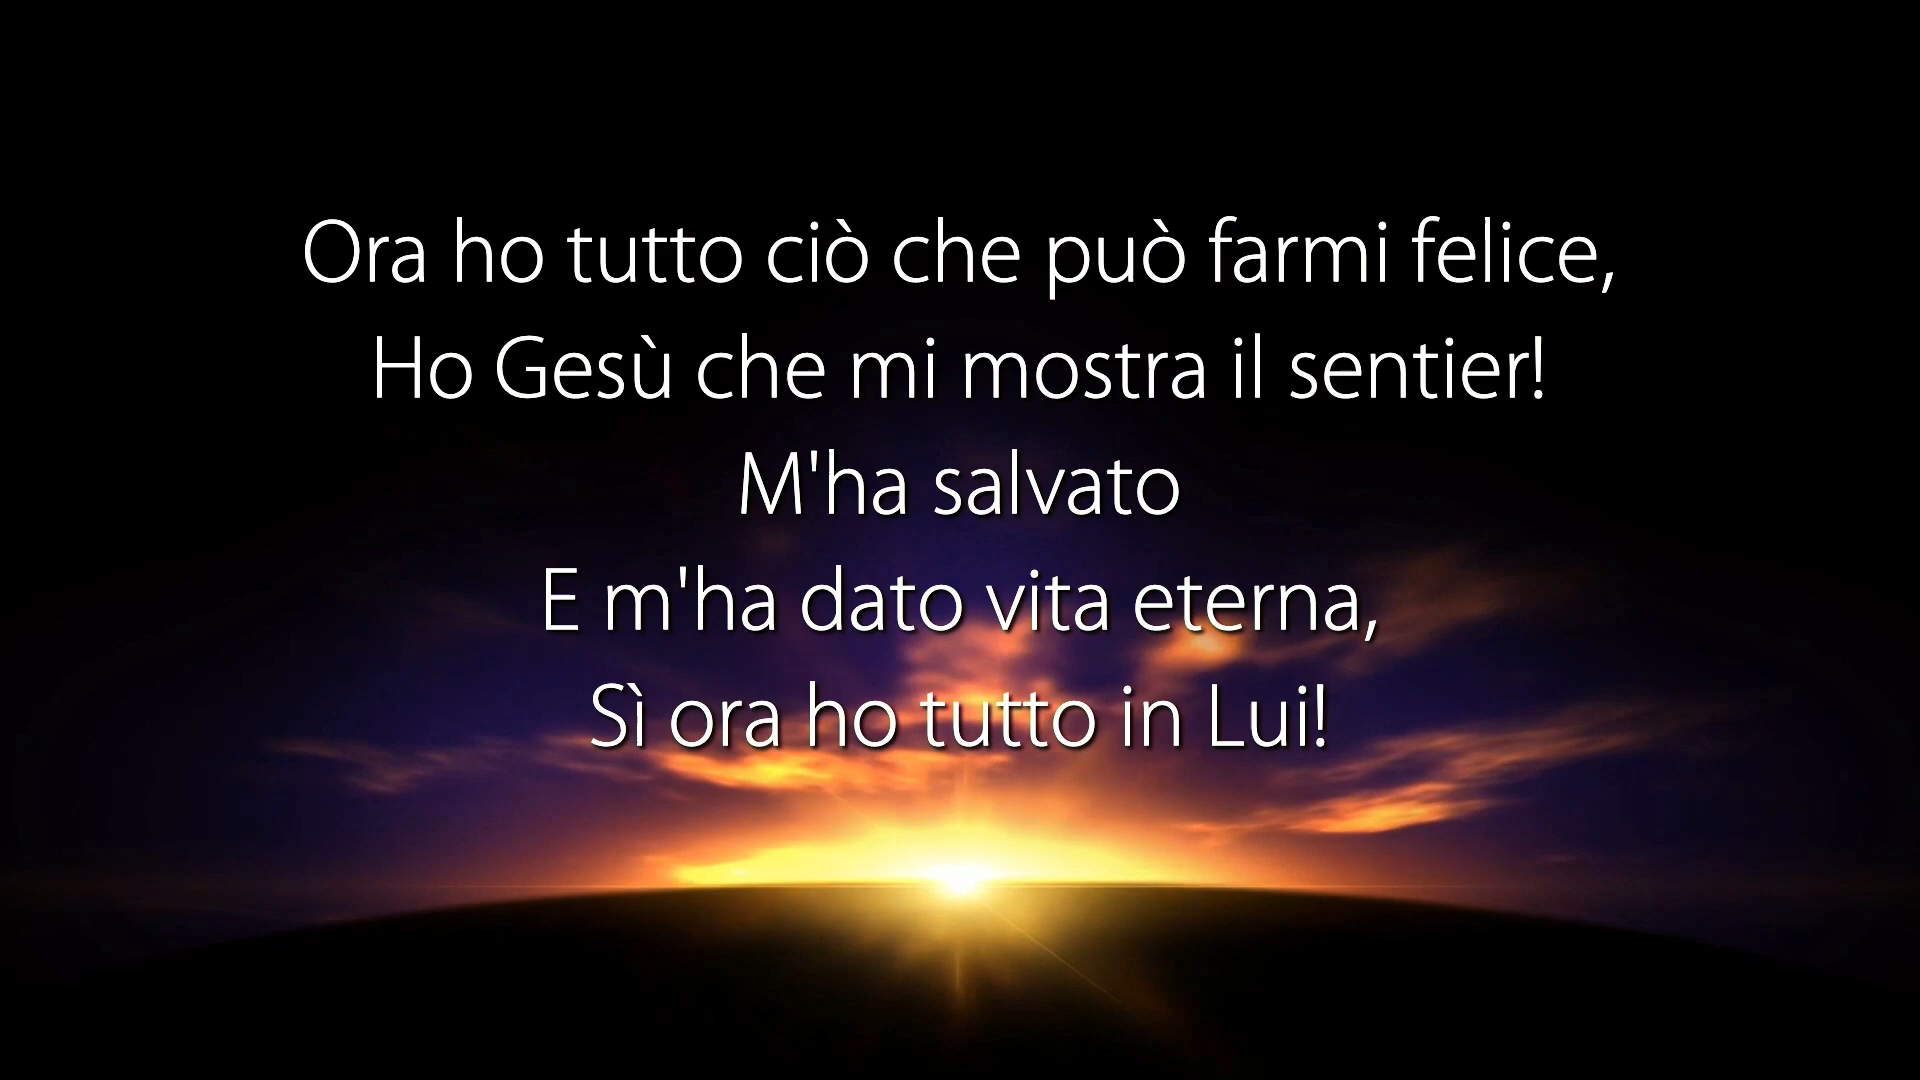 Ora ho tutto ciò che può farmi felice,
Ho Gesù che mi mostra il sentier!
M'ha salvato
E m'ha dato vita eterna,
Sì ora ho tutto in Lui!